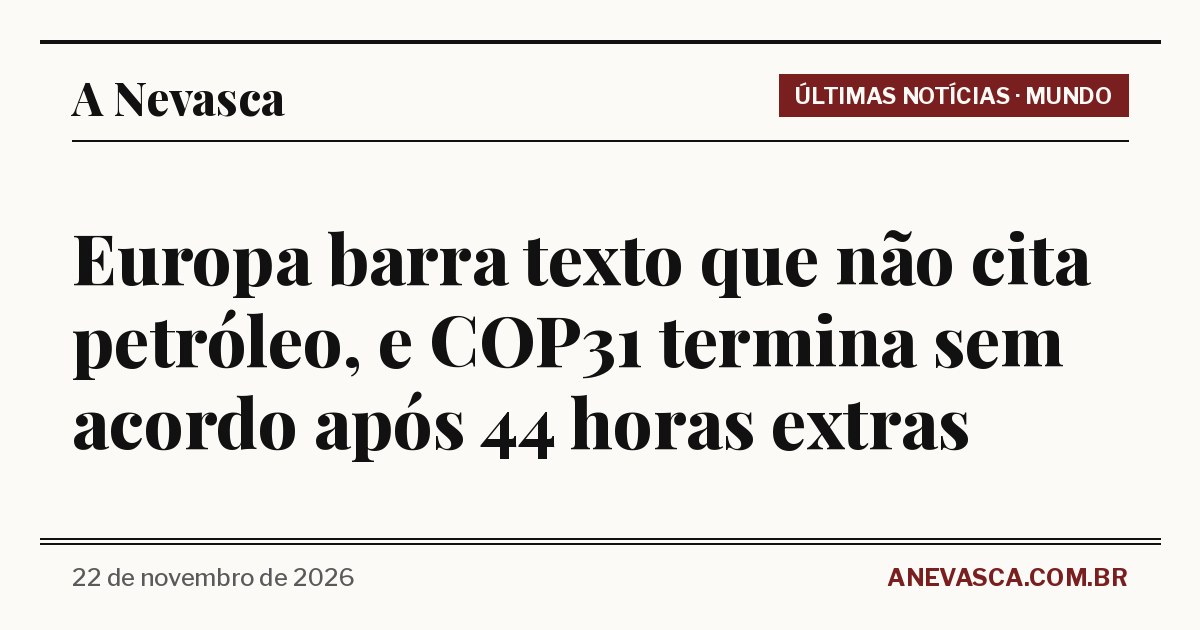 A Nevasca
ÚLTIMAS NOTÍCIAS · MUNDO
Europa barra texto que não cita
petróleo, e COP31 termina sem
acordo após 44 horas extras
22 de novembro de 2026
ANEVASCA.COM.BR